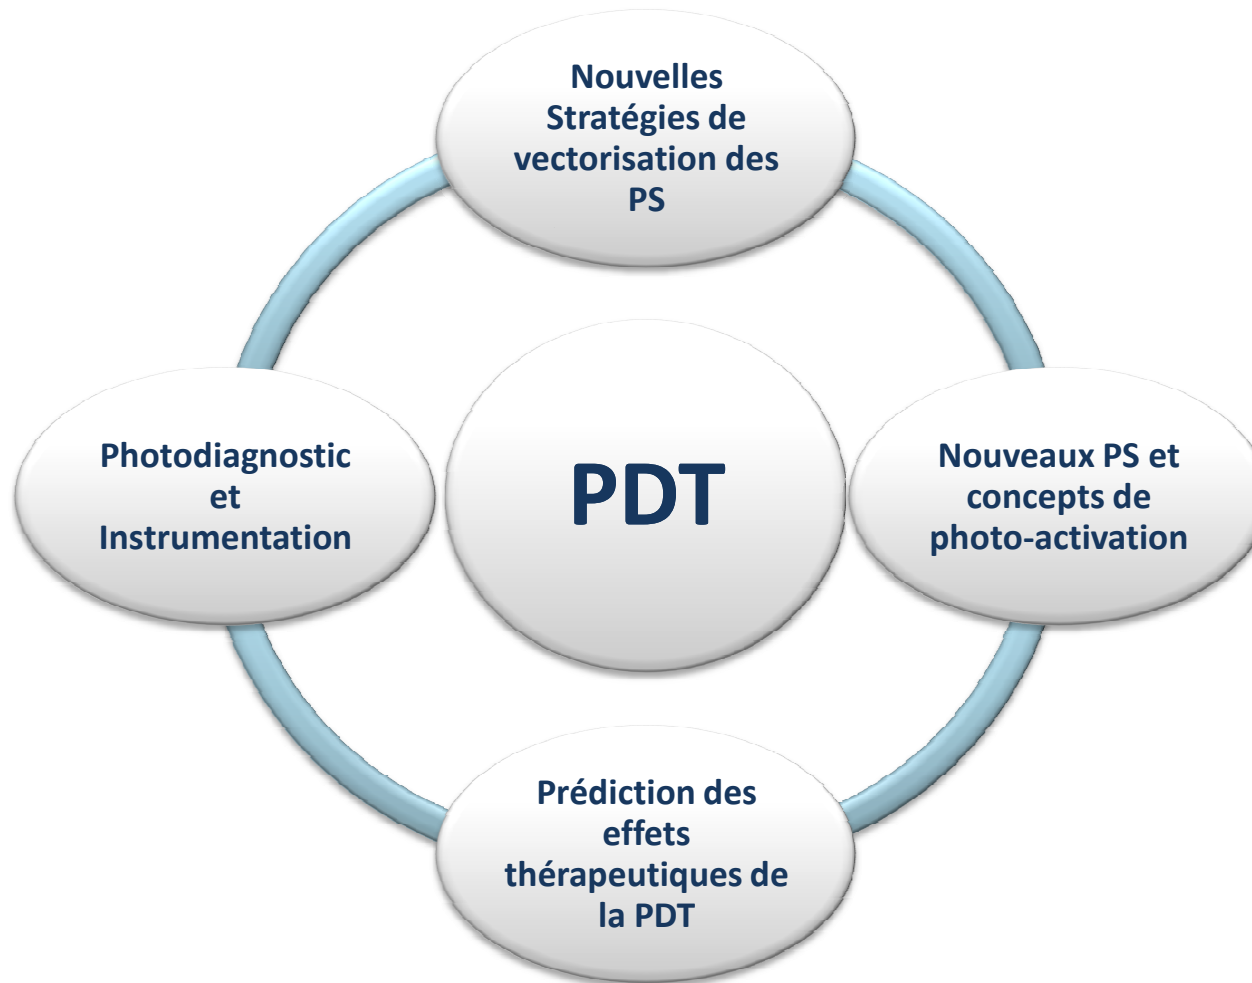 Nouvelles
Stratégies de
vectorisation des
PS
Photodiagnostic
et
Instrumentation
PDT
Nouveaux PS et
concepts de
photo-activation
Prédiction des
effets
thérapeutiques de
la PDT